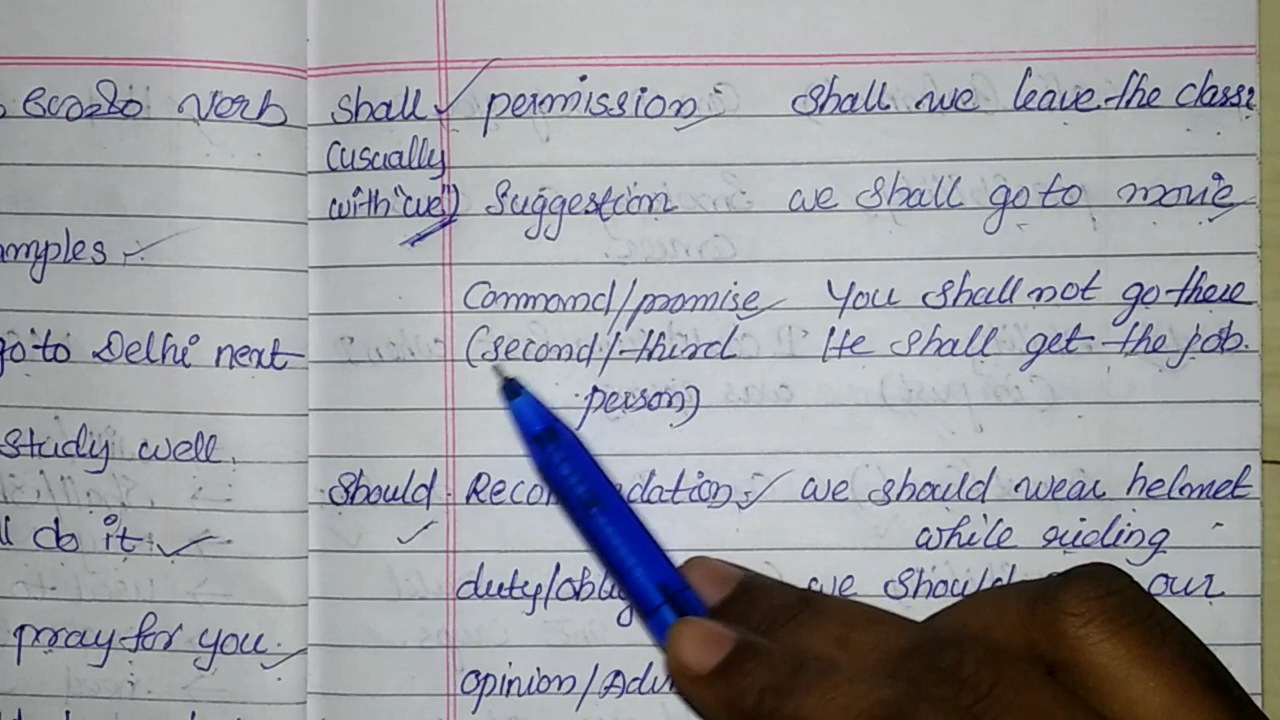 verb
amples
go to Delhi next
study well.
do it
pray for you.
shall permission: shall we leave the class?
(usually
with "we") Suggestion we shall go to movie
Command/promise You shall not go there
(second/third He shall get the job.
person)
should Recom dation: we should wear helmet
while riding
duty/oblig we should our
opinion/Adv